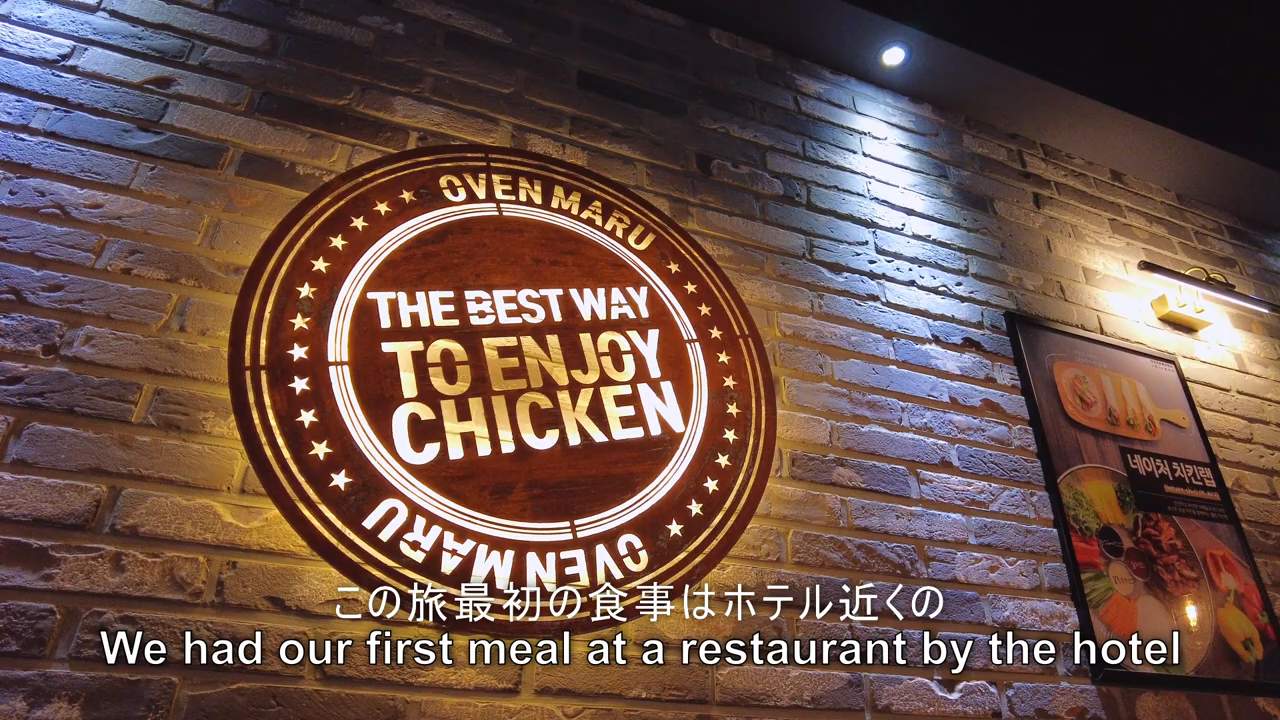 OVEN MARU
THE BEST WAY
TO ENJOY
CHICKEN
OVEN MARU
네이쳐 치킨랩
この旅最初の食事はホテル近くの
We had our first meal at a restaurant by the hotel